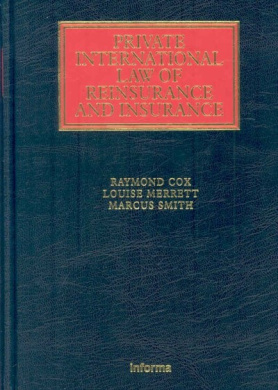 PRIVATE
INTERNATIONAL
LAW OF
REINSURANCE
AND INSURANCE
RAYMOND COX
LOUISE MERRETT
MARCUS SMITH
informa